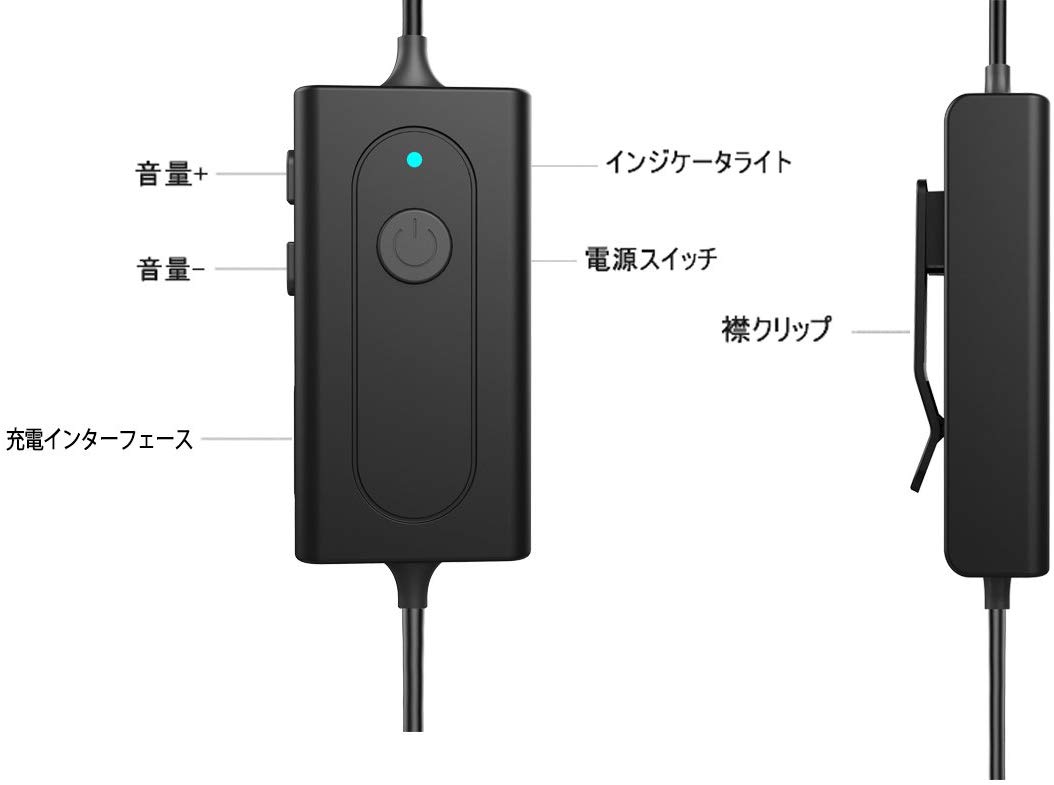 音量+
インジケータライト
音量-
電源スイッチ
襟クリップ
充電インターフェース